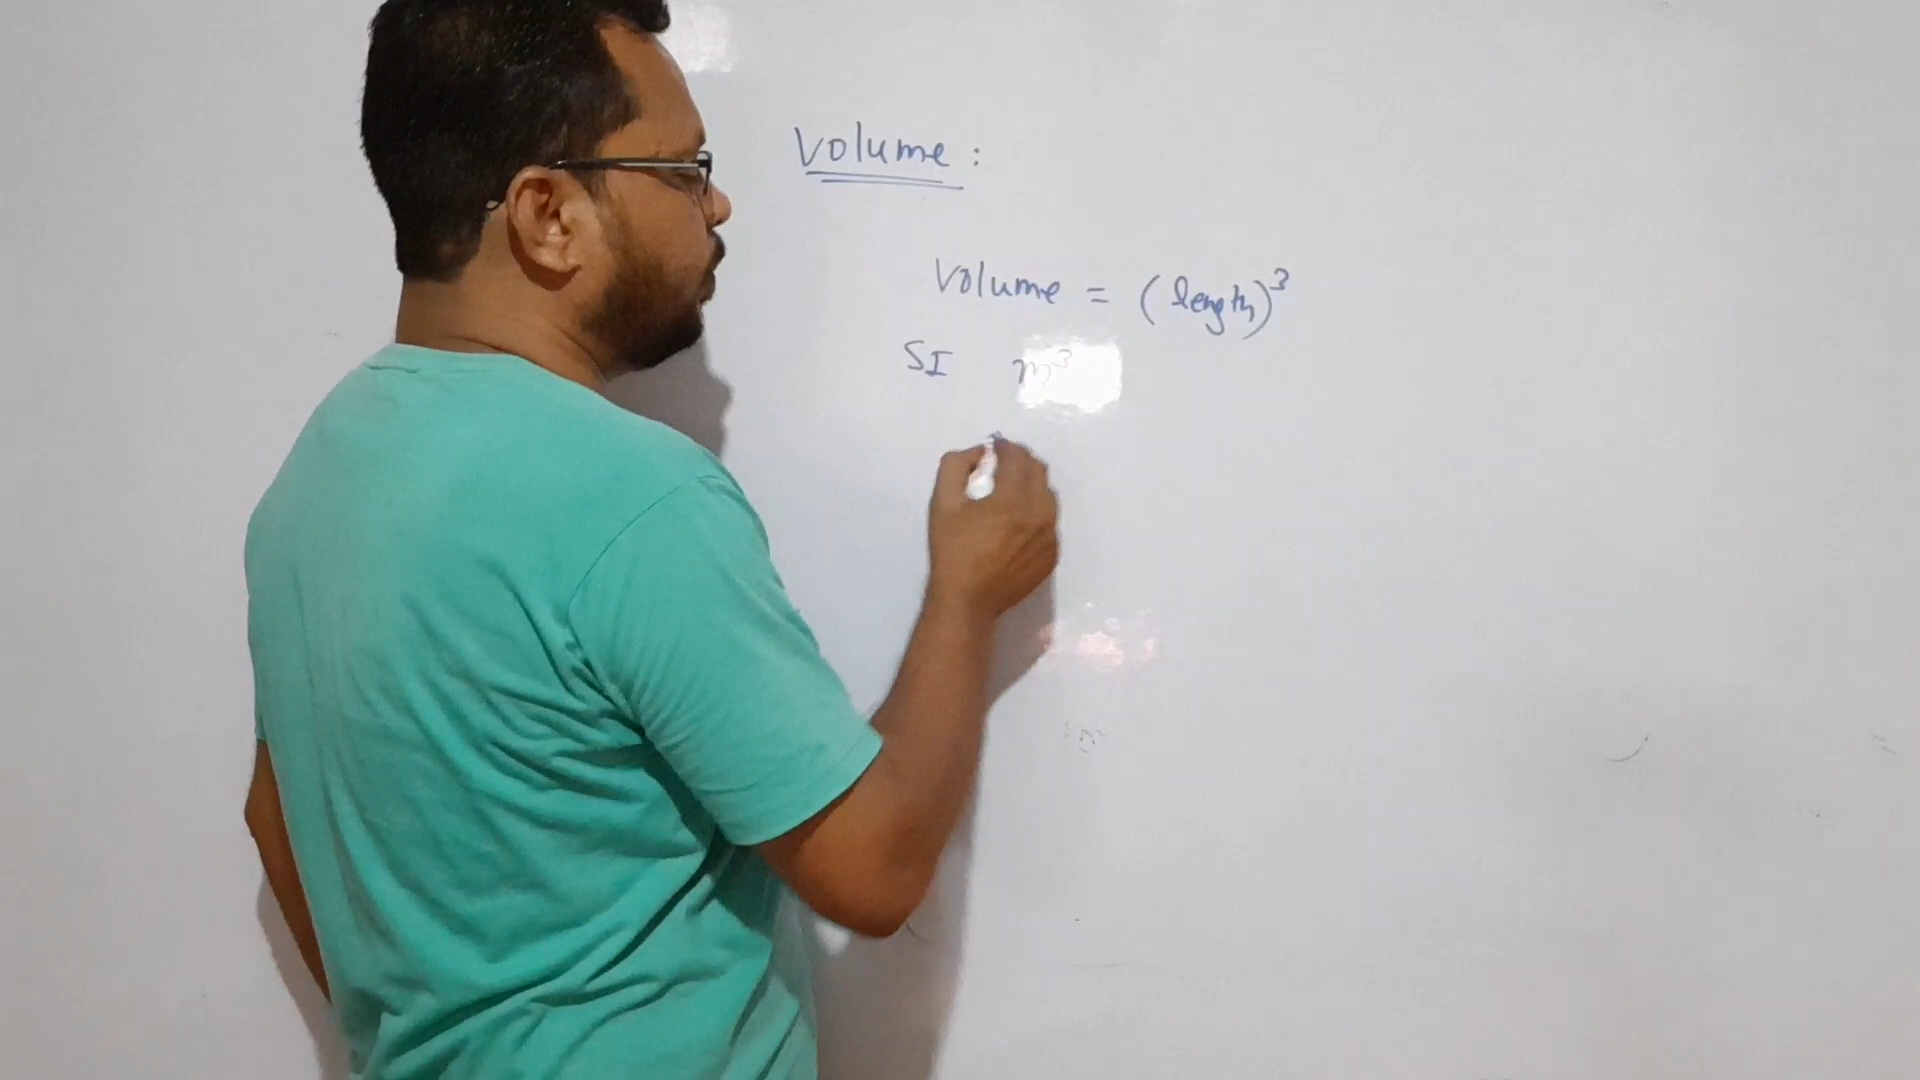 Volume :
Volume = (length)³
SI m³